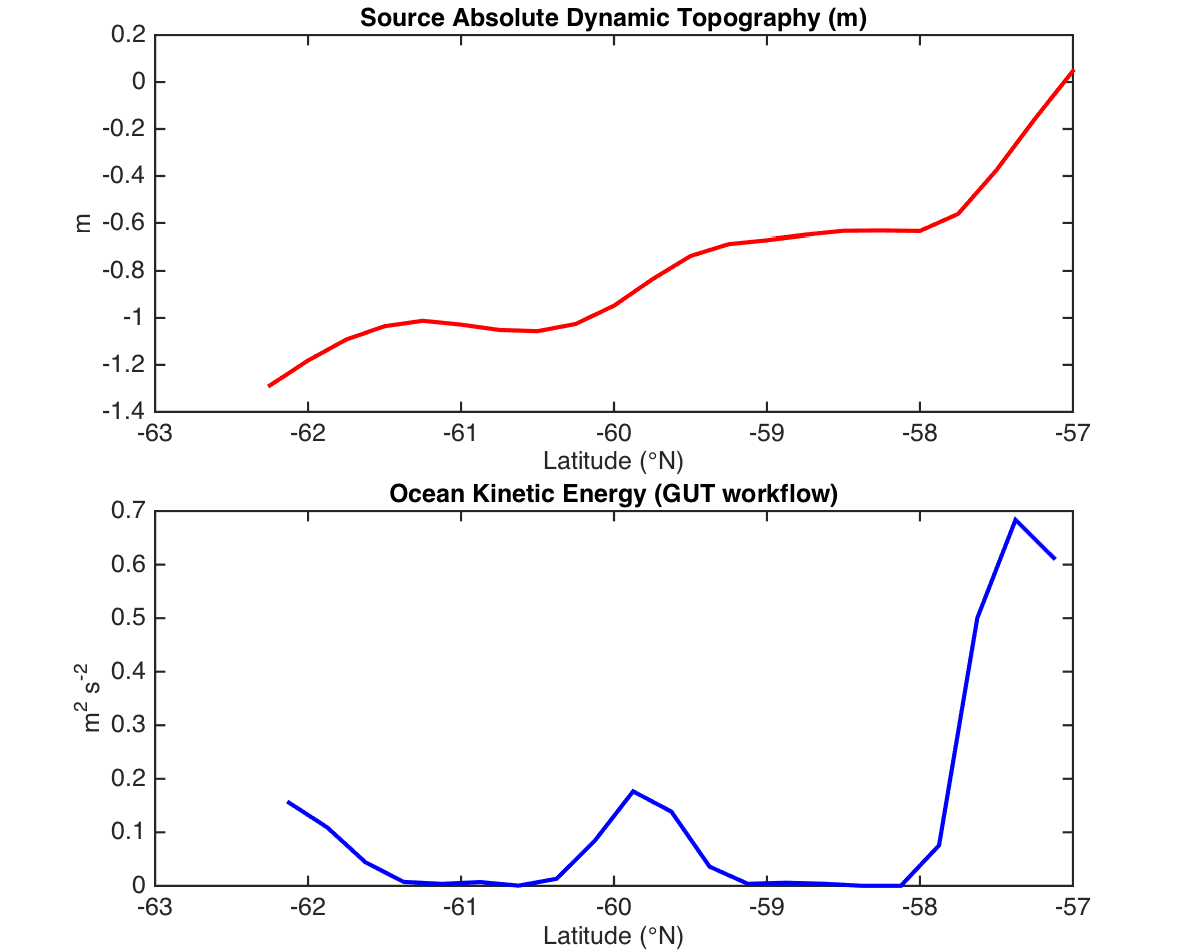 Source Absolute Dynamic Topography (m)
0.2
0
-0.2
-0.4
-0.6
-0.8
-1
-1.2
-1.4
m
-63 -62 -61 -60 -59 -58 -57
Latitude (°N)
Ocean Kinetic Energy (GUT workflow)
0.7
0.6
0.5
0.4
0.3
0.2
0.1
0
m² s⁻²
-63 -62 -61 -60 -59 -58 -57
Latitude (°N)